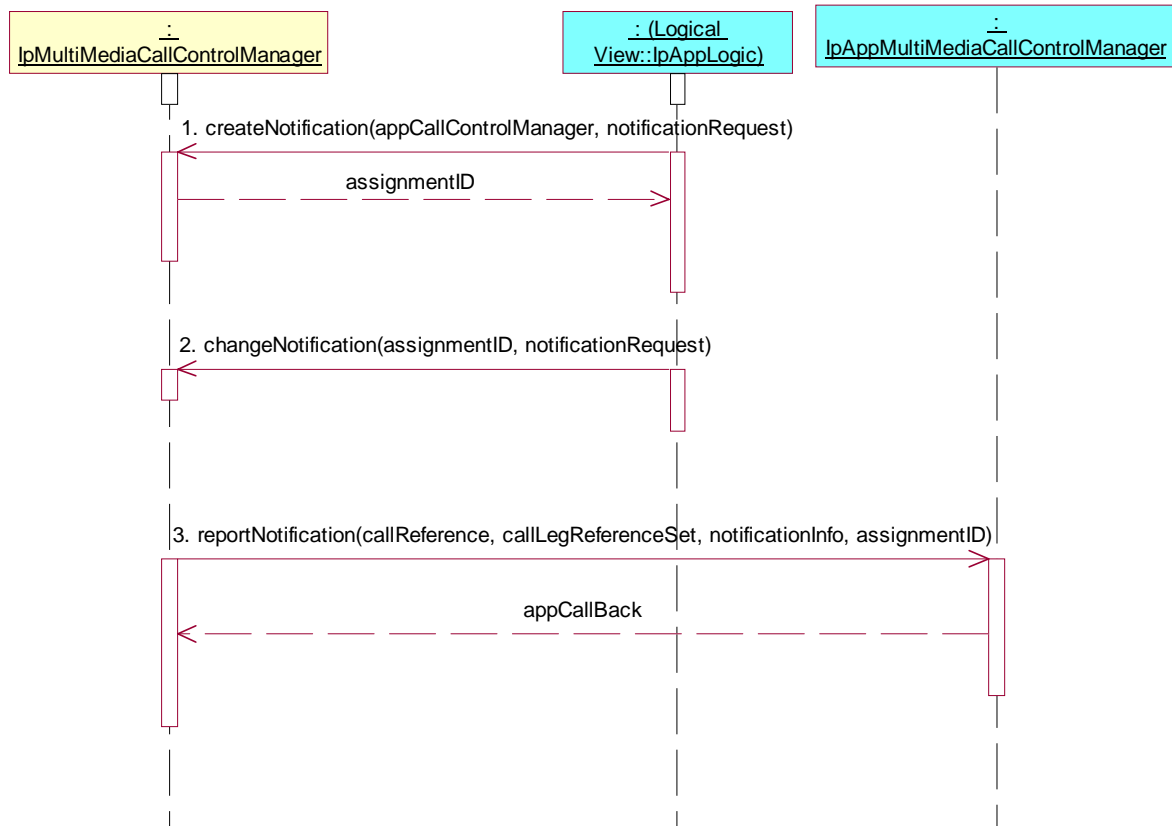 :
IpMultiMediaCallControlManager
: (Logical
View::IpAppLogic)
:
IpAppMultiMediaCallControlManager
1. createNotification(appCallControlManager, notificationRequest)
assignmentID
2. changeNotification(assignmentID, notificationRequest)
3. reportNotification(callReference, callLegReferenceSet, notificationInfo, assignmentID)
appCallBack